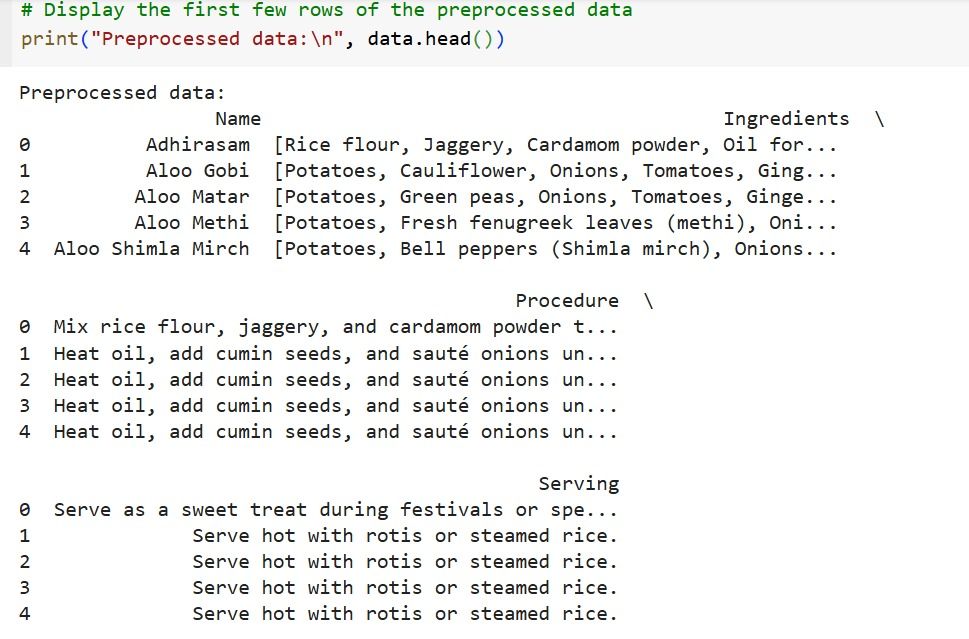 # Display the first few rows of the preprocessed data
print("Preprocessed data:\n", data.head())
Preprocessed data:
                  Name                                        Ingredients  \
0           Adhirasam  [Rice flour, Jaggery, Cardamom powder, Oil for...
1           Aloo Gobi  [Potatoes, Cauliflower, Onions, Tomatoes, Ging...
2          Aloo Matar  [Potatoes, Green peas, Onions, Tomatoes, Ginge...
3          Aloo Methi  [Potatoes, Fresh fenugreek leaves (methi), Oni...
4   Aloo Shimla Mirch  [Potatoes, Bell peppers (Shimla mirch), Onions...

                                           Procedure  \
0  Mix rice flour, jaggery, and cardamom powder t...
1  Heat oil, add cumin seeds, and sauté onions un...
2  Heat oil, add cumin seeds, and sauté onions un...
3  Heat oil, add cumin seeds, and sauté onions un...
4  Heat oil, add cumin seeds, and sauté onions un...

                                             Serving
0  Serve as a sweet treat during festivals or spe...
1              Serve hot with rotis or steamed rice.
2              Serve hot with rotis or steamed rice.
3              Serve hot with rotis or steamed rice.
4              Serve hot with rotis or steamed rice.